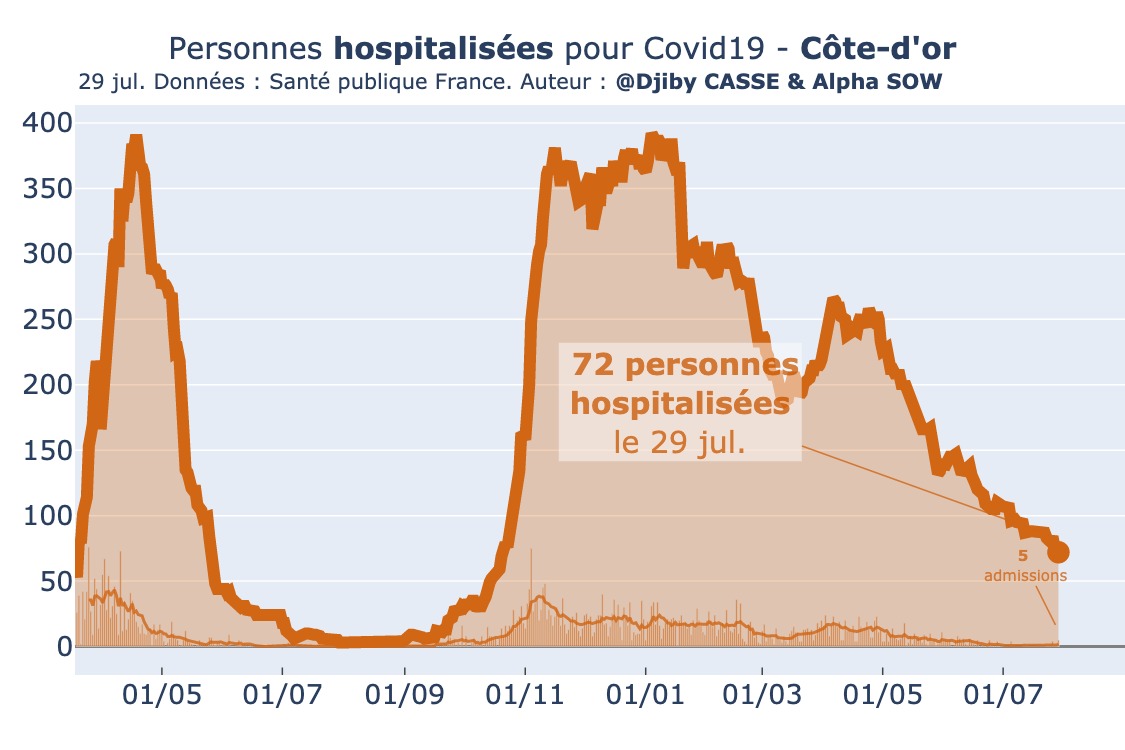 Personnes hospitalisées pour Covid19 - Côte-d'or
29 jul. Données : Santé publique France. Auteur : @Djiby CASSE & Alpha SOW
400
350
300
250
200
150
100
50
0
72 personnes
hospitalisées
le 29 jul.
5
admissions
01/05 01/07 01/09 01/11 01/01 01/03 01/05 01/07